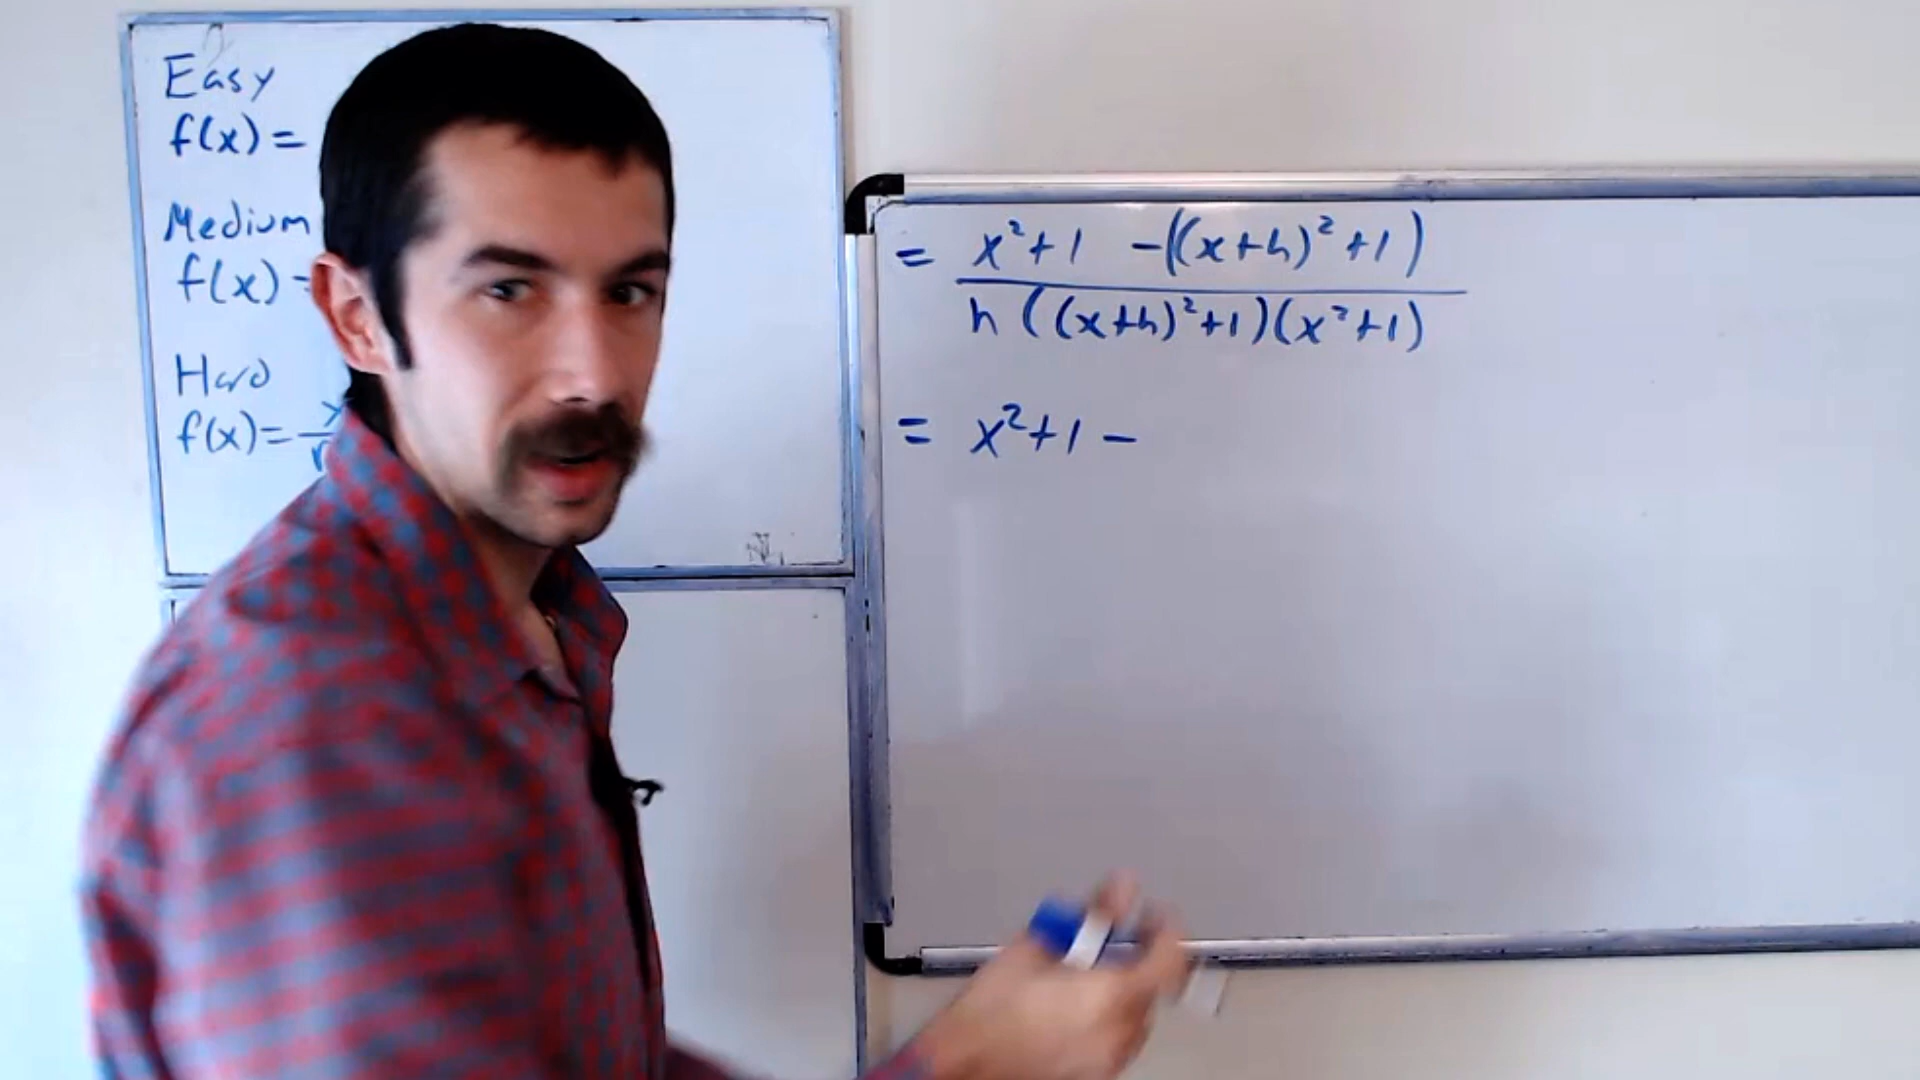 Easy
f(x) =
Medium
f(x) =
Hard
f(x) =
= x²+1 -((x+h)²+1)
h((x+h)²+1)(x²+1)
= x²+1 -